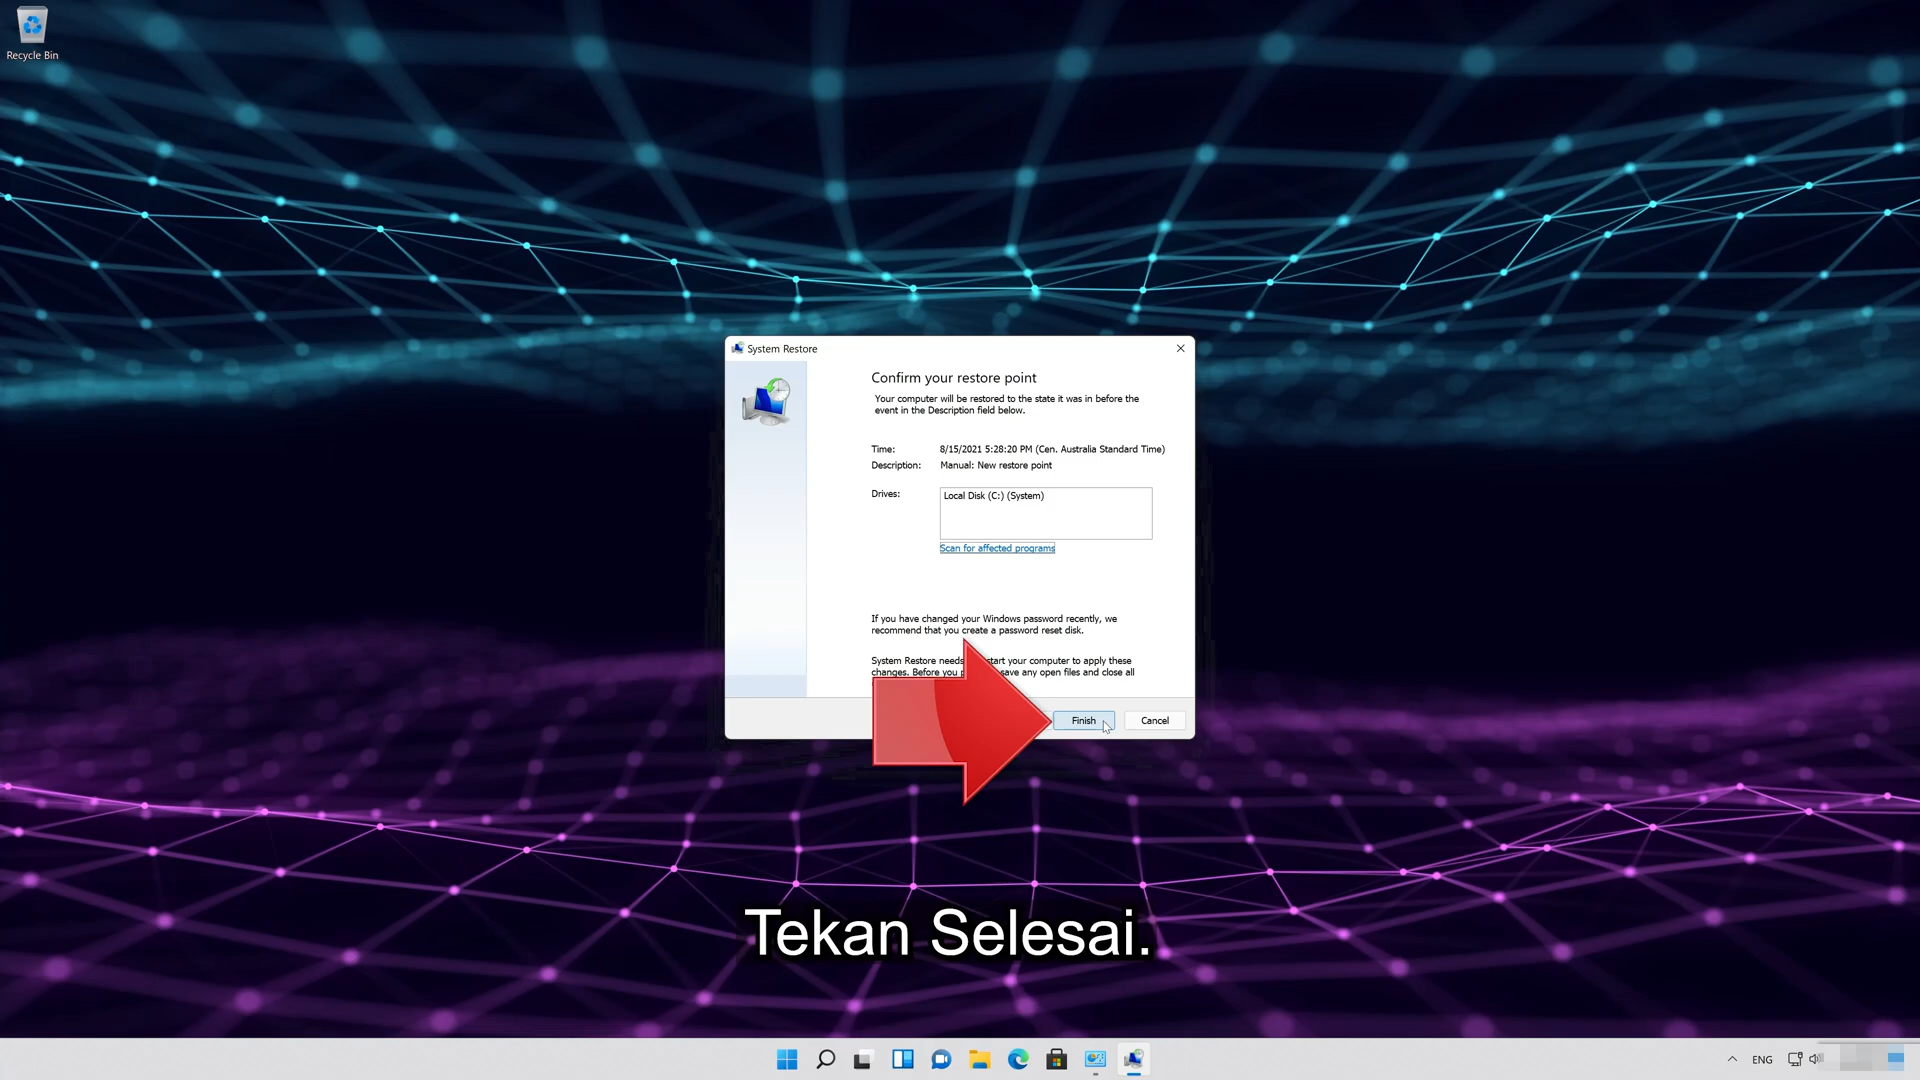 Recycle Bin
System Restore
Confirm your restore point
Your computer will be restored to the state it was in before the
event in the Description field below.
Time: 8/15/2021 5:28:20 PM (Cen. Australia Standard Time)
Description: Manual: New restore point
Drives: Local Disk (C:) (System)
Scan for affected programs
If you have changed your Windows password recently, we
recommend that you create a password reset disk.
System Restore needs start your computer to apply these
changes. Before you save any open files and close all
Finish Cancel
Tekan Selesai.
ENG